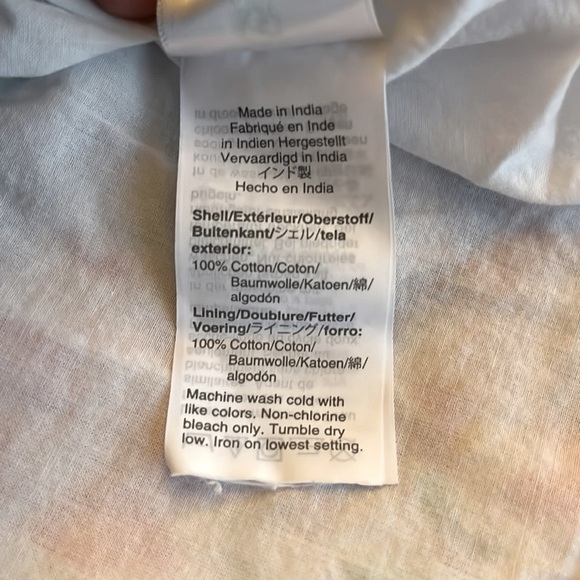 Made in India
Fabriqué en Inde
in Indien Hergestellt
Vervaardigd in India
インド製
Hecho en India
Shell/Extérieur/Oberstoff/
Buitenkant/シェル/tela
exterior:
100% Cotton/Coton/
Baumwolle/Katoen/綿/
algodón
Lining/Doublure/Futter/
Voering/ライニング/forro:
100% Cotton/Coton/
Baumwolle/Katoen/綿/
algodón
Machine wash cold with
like colors. Non-chlorine
bleach only. Tumble dry
low. Iron on lowest setting.